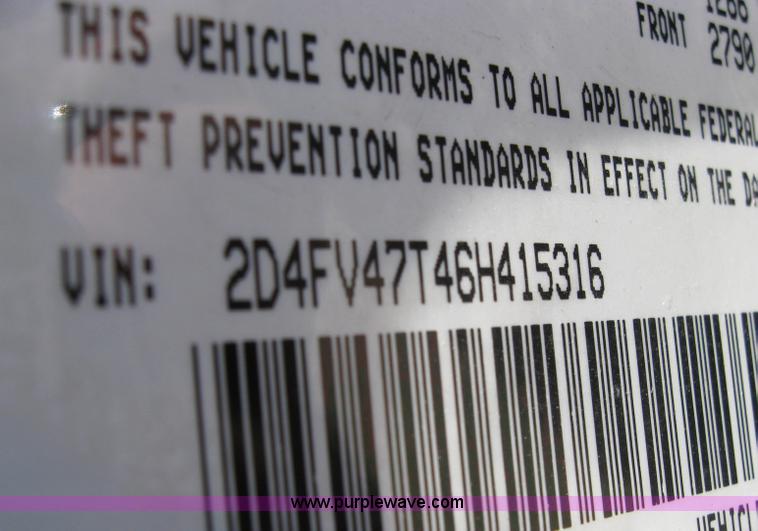 FRONT
2790
THIS VEHICLE CONFORMS TO ALL APPLICABLE FEDERAL
THEFT PREVENTION STANDARDS IN EFFECT ON THE DA
VIN: 2D4FV47T46H415316
www.purplewave.com